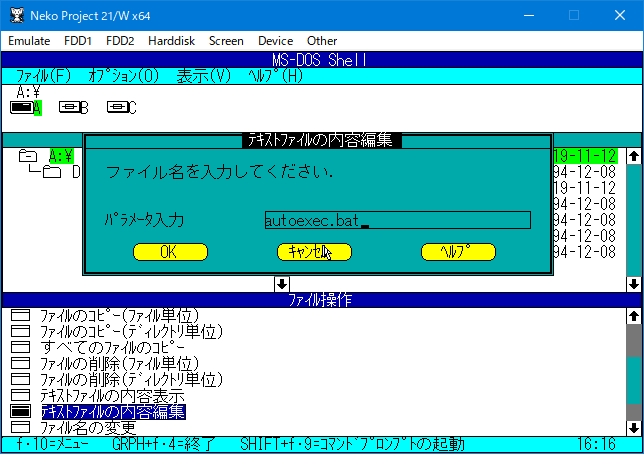 Neko Project 21/W x64
Emulate FDD1 FDD2 Harddisk Screen Device Other
MS-DOS Shell
ﾌｧｲﾙ(F) ｵﾌﾟｼｮﾝ(O) 表示(V) ﾍﾙﾌﾟ(H)
A:¥
A B C
ﾃｷｽﾄﾌｧｲﾙの内容編集
A:¥ 19-11-12
ファイル名を入力してください.
D 94-12-08
19-11-12
94-12-08
ﾊﾟﾗﾒｰﾀ入力 autoexec.bat_
94-12-08
94-12-08
OK ｷｬﾝｾﾙ ﾍﾙﾌﾟ
94-12-08
ﾌｧｲﾙ操作
ﾌｧｲﾙのｺﾋﾟｰ(ﾌｧｲﾙ単位)
ﾌｧｲﾙのｺﾋﾟｰ(ﾃﾞｨﾚｸﾄﾘ単位)
すべてのﾌｧｲﾙのｺﾋﾟｰ
ﾌｧｲﾙの削除(ﾌｧｲﾙ単位)
ﾌｧｲﾙの削除(ﾃﾞｨﾚｸﾄﾘ単位)
ﾃｷｽﾄﾌｧｲﾙの内容表示
ﾃｷｽﾄﾌｧｲﾙの内容編集
ﾌｧｲﾙ名の変更
f･10=ﾒﾆｭｰ GRPH+f･4=終了 SHIFT+f･9=ｺﾏﾝﾄﾞﾌﾟﾛﾝﾌﾟﾄの起動 16:16